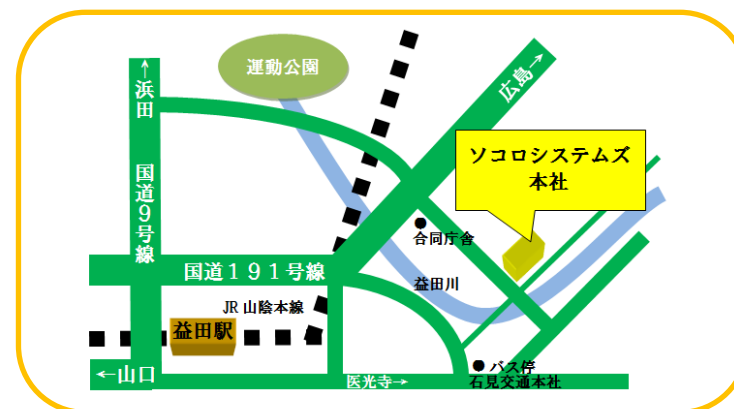 運動公園
広島→
←浜田
国道9号線
ソコロシステムズ
本社
合同庁舎
国道191号線
益田川
JR山陰本線
益田駅
←山口
医光寺→
バス停
石見交通本社